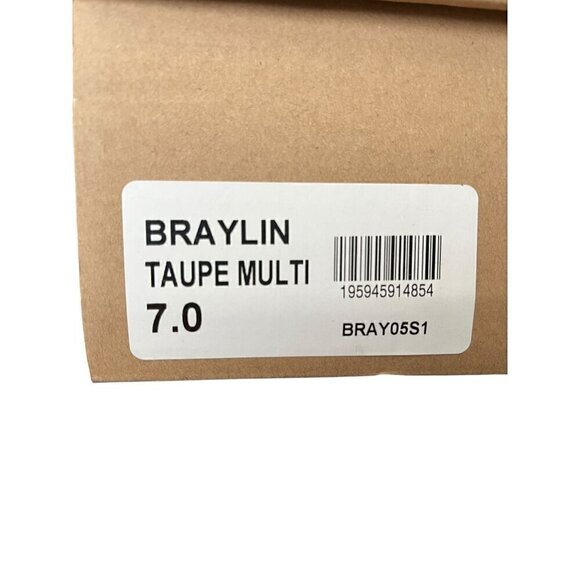 BRAYLIN
TAUPE MULTI
7.0
195945914854
BRAY05S1